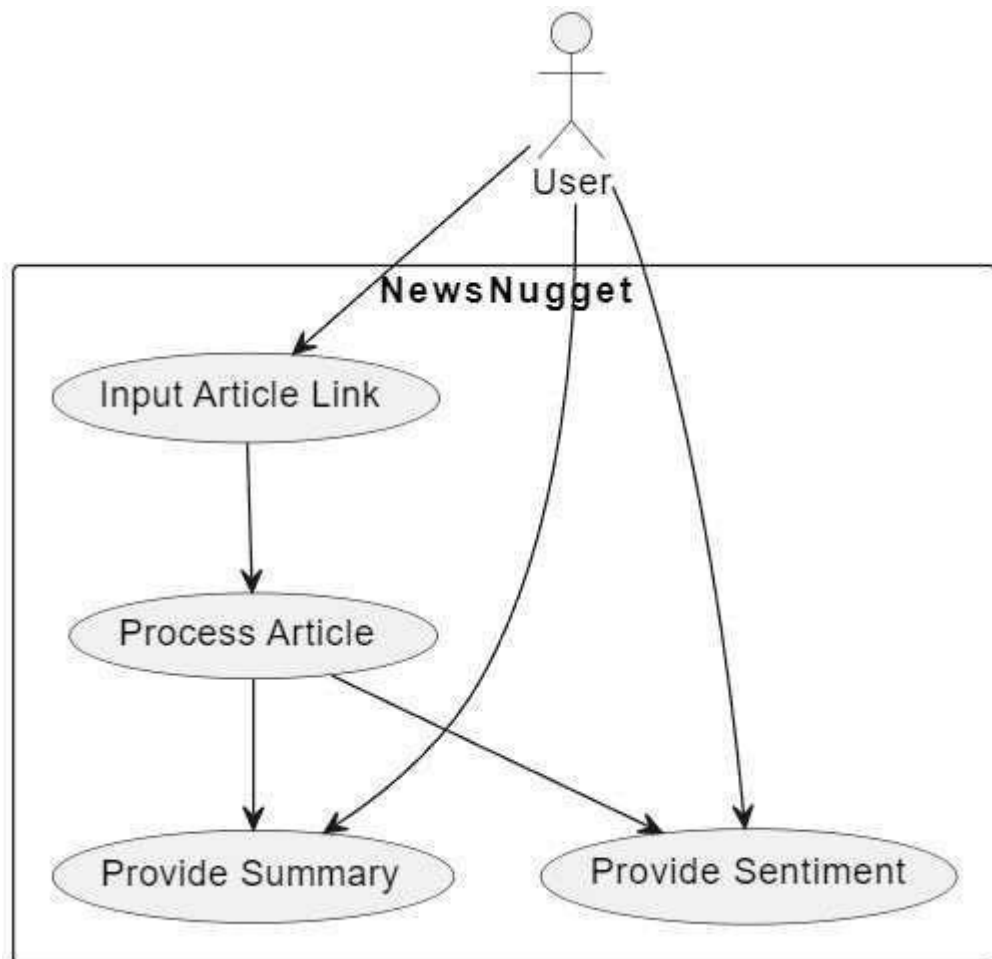 User
NewsNugget
Input Article Link
Process Article
Provide Summary
Provide Sentiment